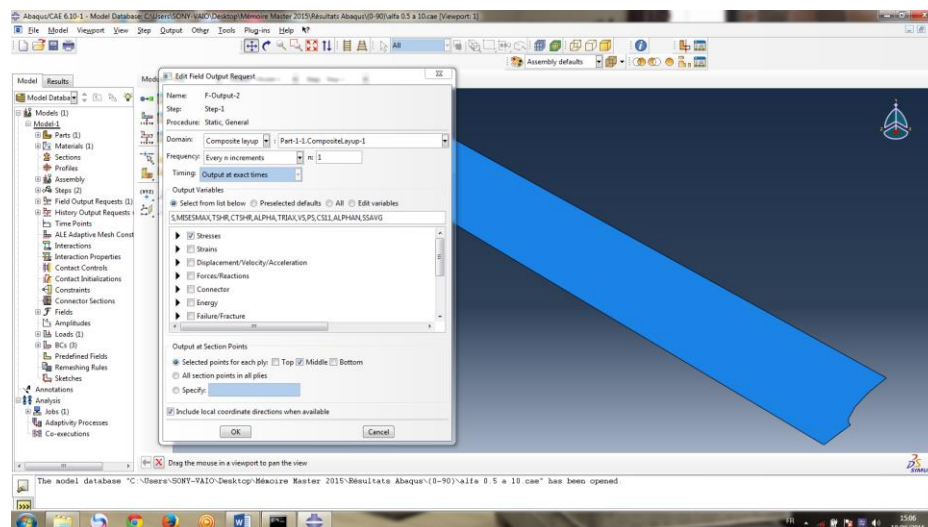 Abaqus/CAE 6.10-1 - Model Database: C:\Users\SONY-VAIO\Desktop\Mémoire Master 2015\Résultats Abaqus\(0-90)\alfa 0.5 a 10.cae [Viewport: 1]
File Model Viewport View Step Output Other Tools Plug-ins Help
All
Assembly defaults
Model Results
Model Databa
Models (1)
Model-1
Parts (1)
Materials (1)
Sections
Profiles
Assembly
Steps (2)
Field Output Requests (1)
History Output Requests
Time Points
ALE Adaptive Mesh Const
Interactions
Interaction Properties
Contact Controls
Contact Initializations
Constraints
Connector Sections
Fields
Amplitudes
Loads (1)
BCs (3)
Predefined Fields
Remeshing Rules
Sketches
Annotations
Analysis
Jobs (1)
Adaptivity Processes
Co-executions
Edit Field Output Request
Name: F-Output-2
Step: Step-1
Procedure: Static, General
Domain: Composite layup : Part-1-1.CompositeLayup-1
Frequency: Every n increments n: 1
Timing: Output at exact times
Output Variables
Select from list below Preselected defaults All Edit variables
S,MISESMAX,TSHR,CTSHR,ALPHA,TRIAX,VS,PS,CS11,ALPHAN,SSAVG
Stresses
Strains
Displacement/Velocity/Acceleration
Forces/Reactions
Connector
Energy
Failure/Fracture
Output at Section Points
Selected points for each ply: Top Middle Bottom
All section points in all plies
Specify:
Include local coordinate directions when available
OK Cancel
Drag the mouse in a viewport to pan the view
The model database "C:\Users\SONY-VAIO\Desktop\Mémoire Master 2015\Résultats Abaqus\(0-90)\alfa 0.5 a 10.cae" has been opened
FR 15:06